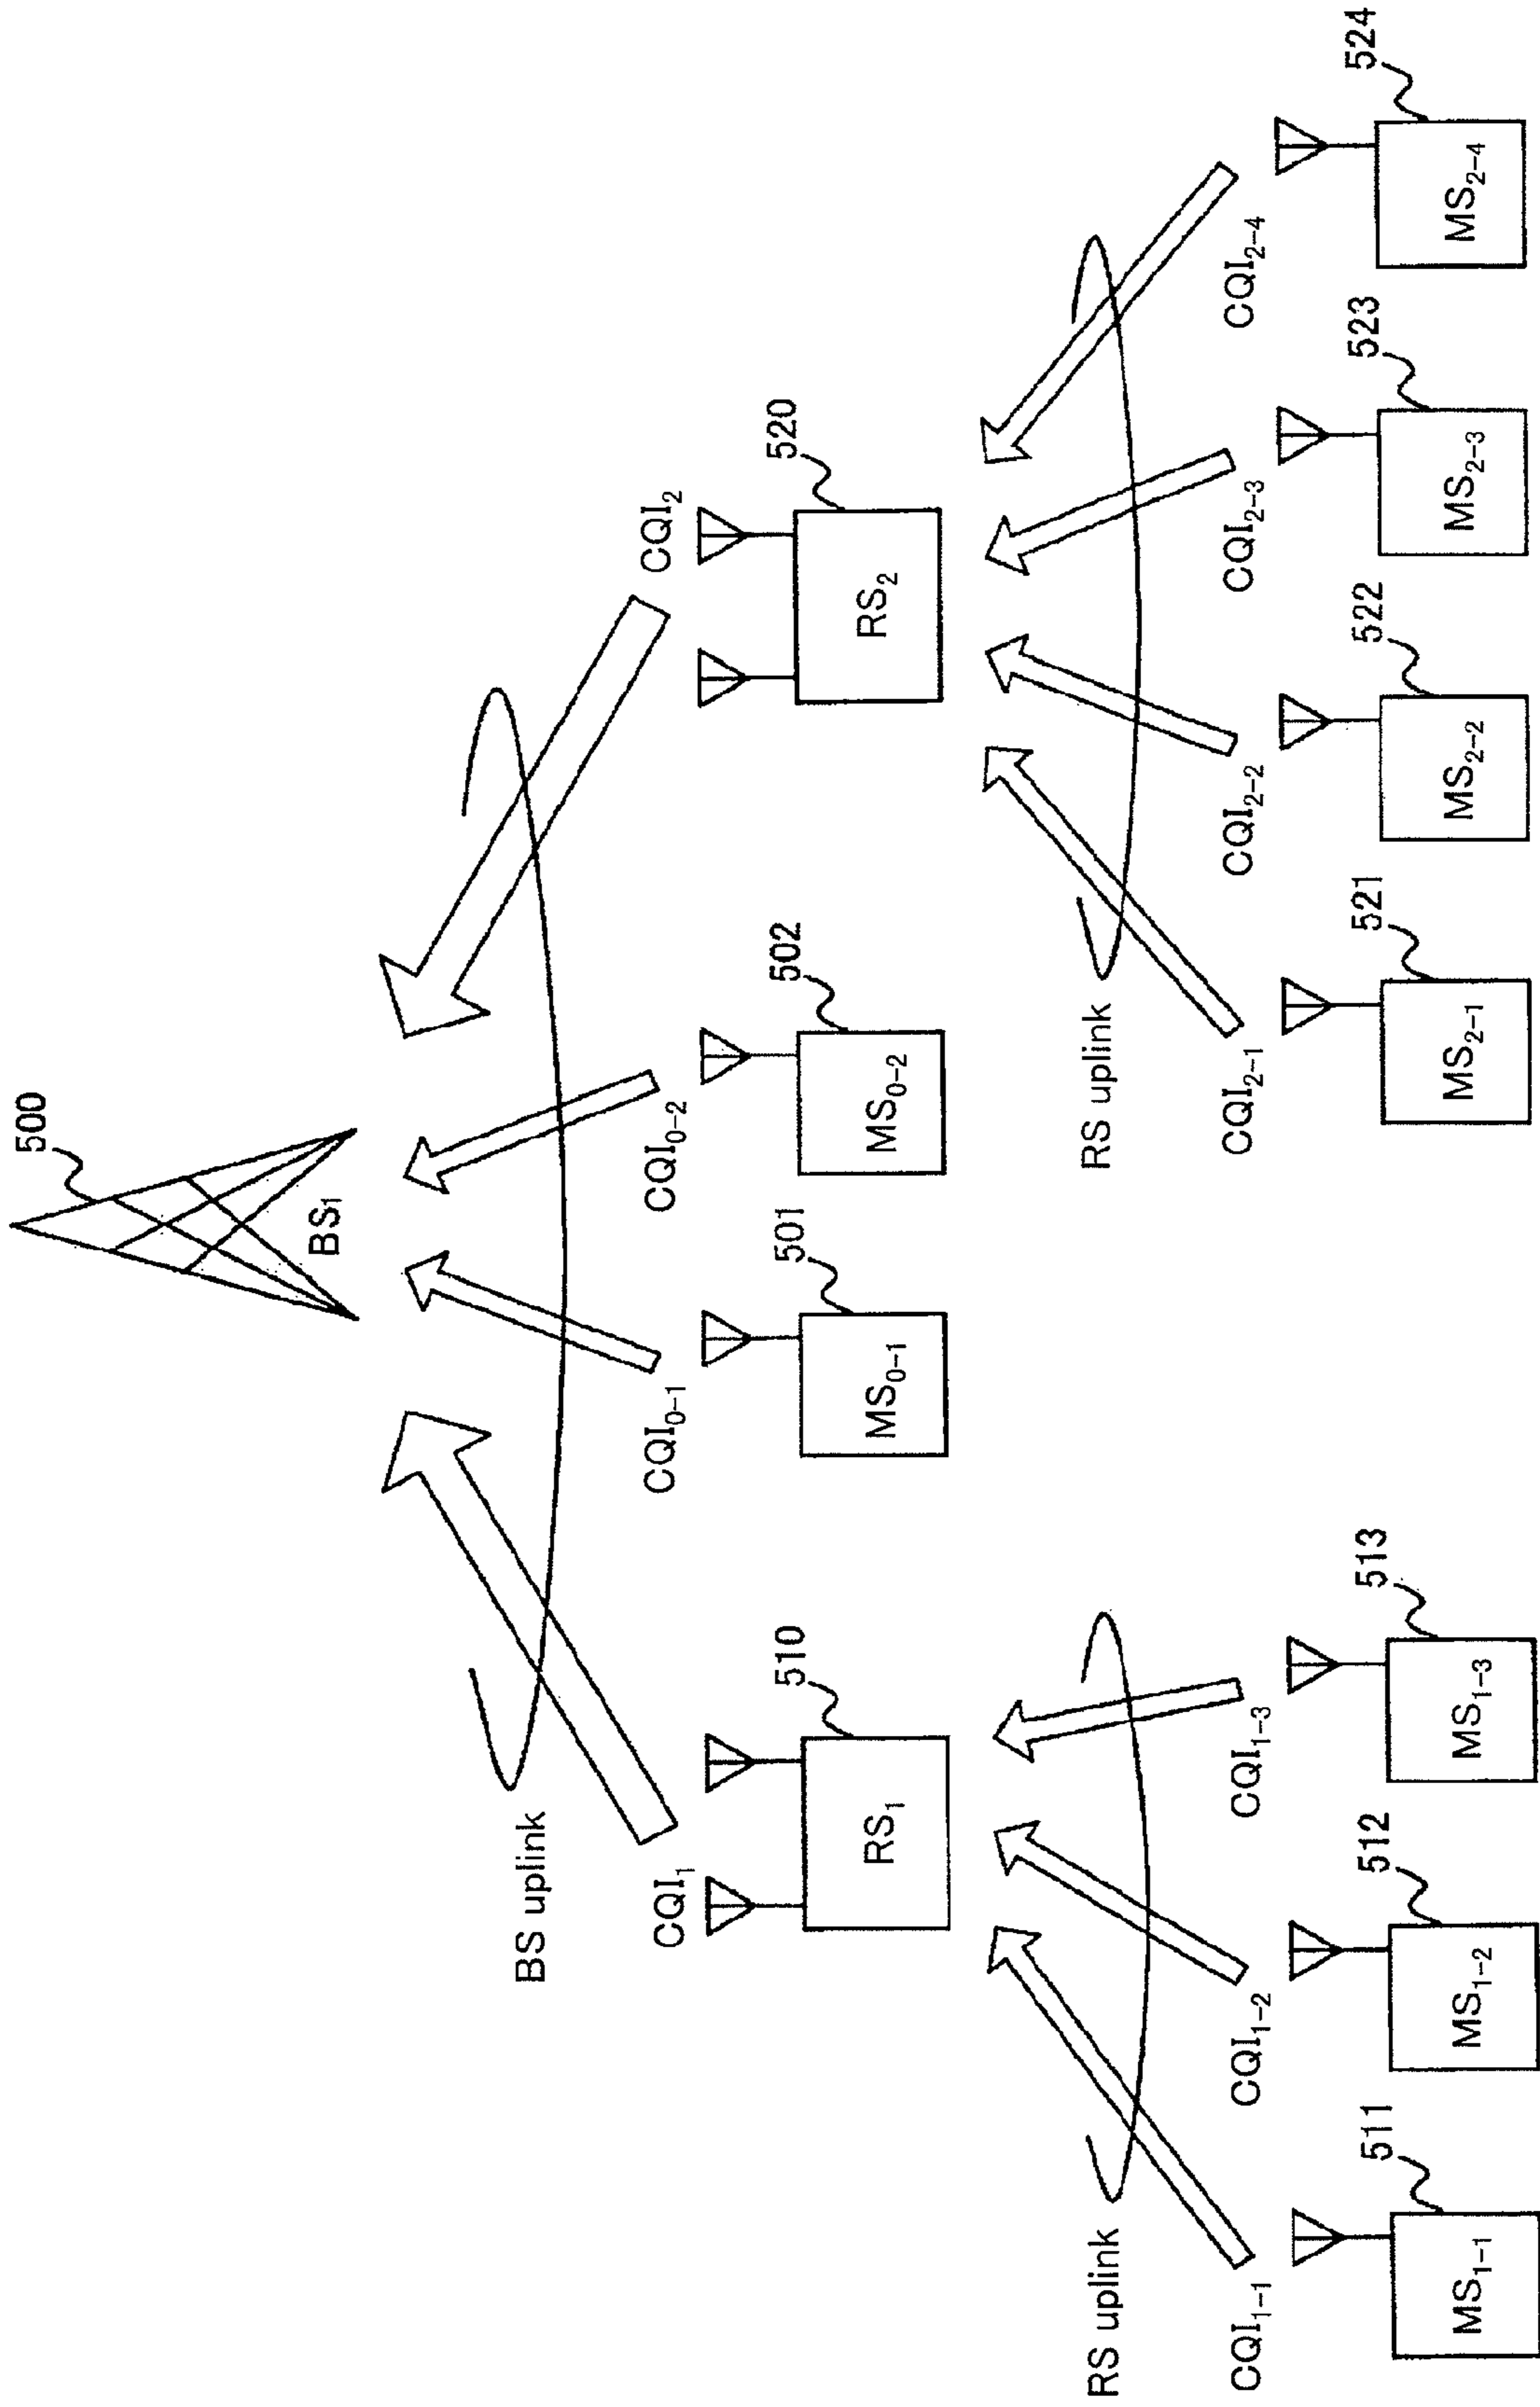 500
BS1
BS uplink
CQI1
CQI0-1
CQI0-2
CQI2
510
501
502
520
RS1
MS0-1
MS0-2
RS2
RS uplink
RS uplink
CQI1-1
CQI1-2
CQI1-3
CQI2-1
CQI2-2
CQI2-3
CQI2-4
511
512
513
521
522
523
524
MS1-1
MS1-2
MS1-3
MS2-1
MS2-2
MS2-3
MS2-4